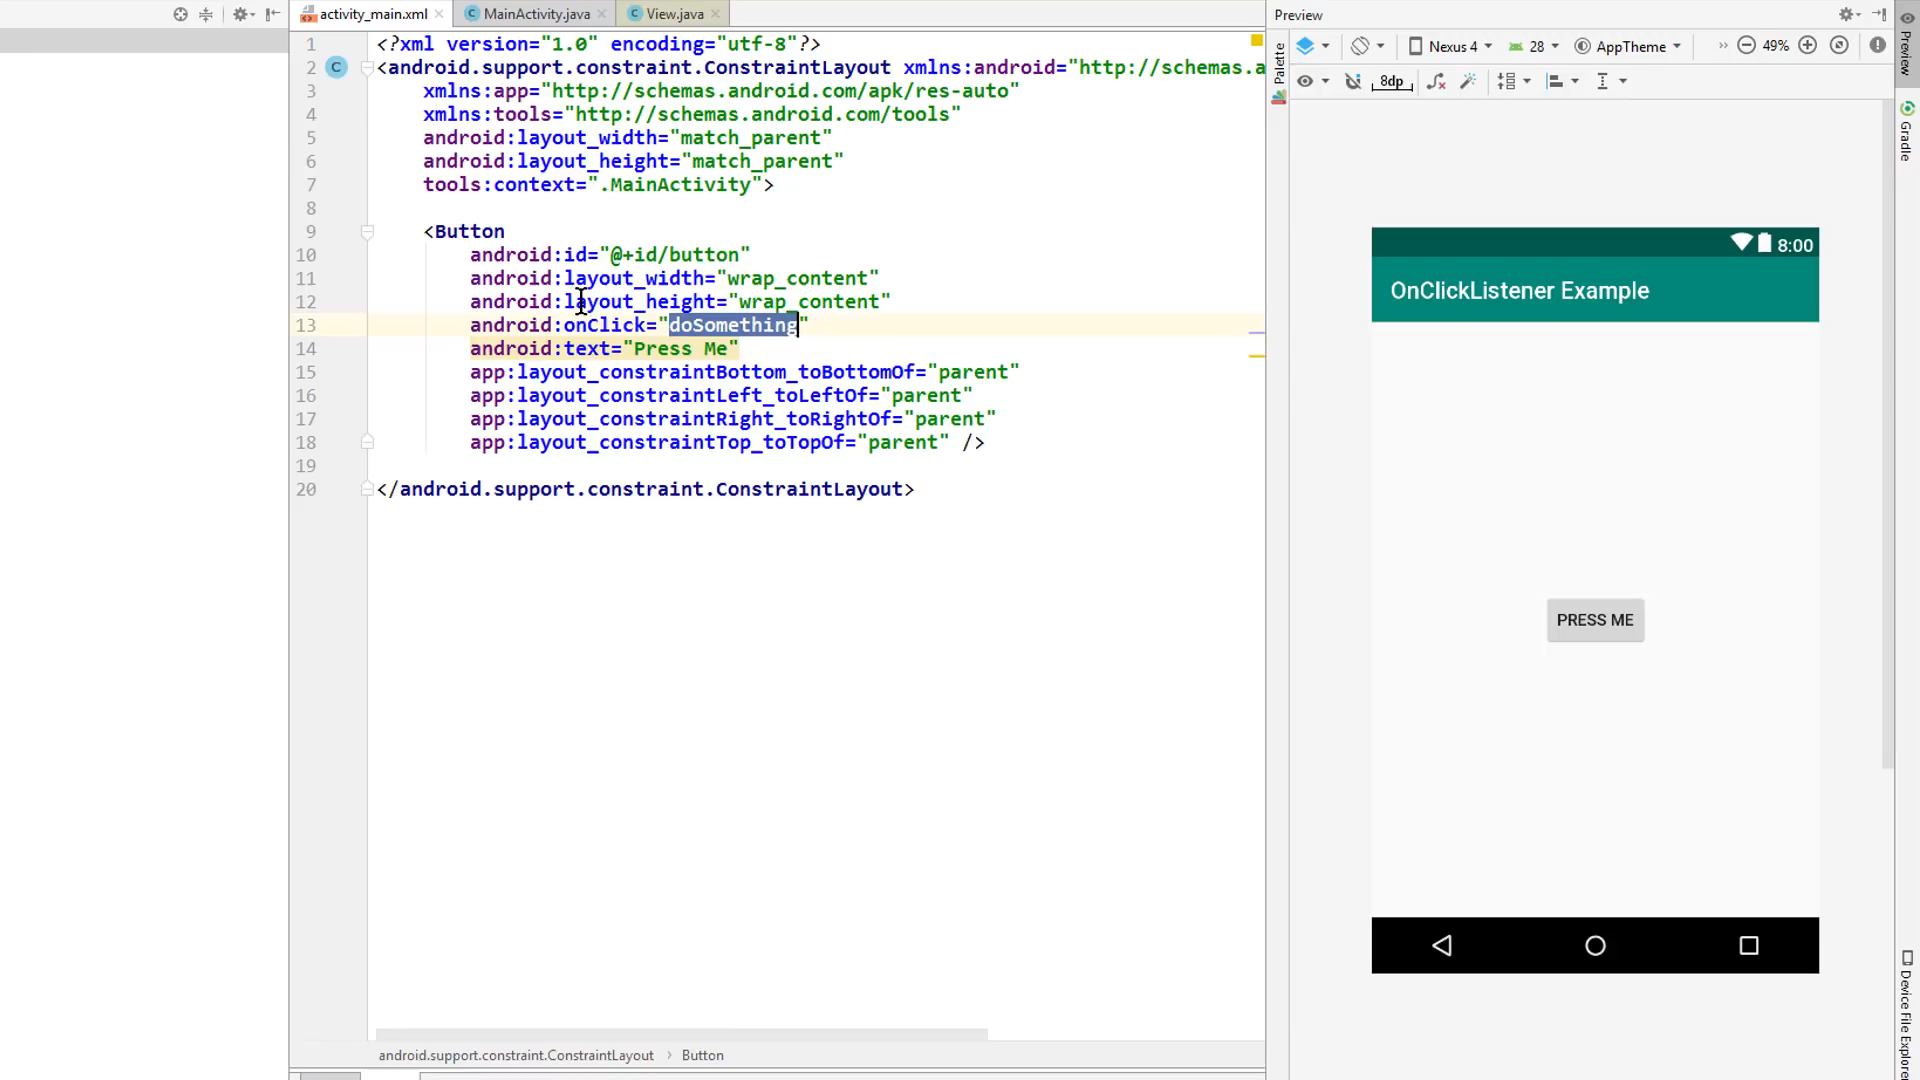 activity_main.xml
MainActivity.java
View.java
1 <?xml version="1.0" encoding="utf-8"?>
2 <android.support.constraint.ConstraintLayout xmlns:android="http://schemas.a
3 xmlns:app="http://schemas.android.com/apk/res-auto"
4 xmlns:tools="http://schemas.android.com/tools"
5 android:layout_width="match_parent"
6 android:layout_height="match_parent"
7 tools:context=".MainActivity">
8
9 <Button
10 android:id="@+id/button"
11 android:layout_width="wrap_content"
12 android:layout_height="wrap_content"
13 android:onClick="doSomething"
14 android:text="Press Me"
15 app:layout_constraintBottom_toBottomOf="parent"
16 app:layout_constraintLeft_toLeftOf="parent"
17 app:layout_constraintRight_toRightOf="parent"
18 app:layout_constraintTop_toTopOf="parent" />
19
20 </android.support.constraint.ConstraintLayout>
android.support.constraint.ConstraintLayout › Button
C
Preview
Palette
Nexus 4
28
AppTheme
49%
8dp
8:00
OnClickListener Example
PRESS ME
Preview
Gradle
Device File Explorer